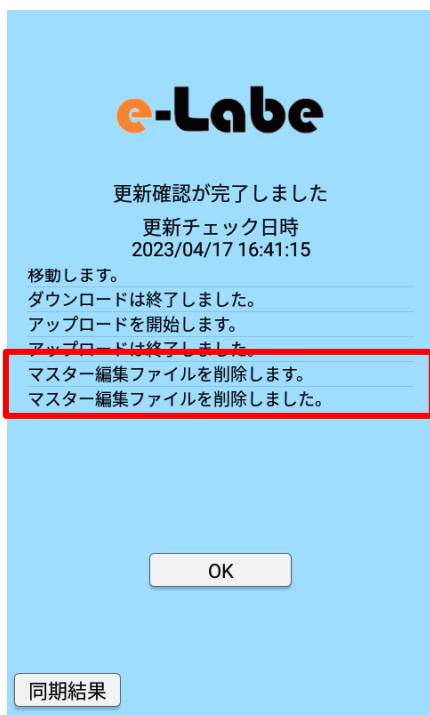 e-Labe
更新確認が完了しました
更新チェック日時
2023/04/17 16:41:15
移動します。
ダウンロードは終了しました。
アップロードを開始します。
アップロードは終了しました。
マスター編集ファイルを削除します。
マスター編集ファイルを削除しました。
OK
同期結果